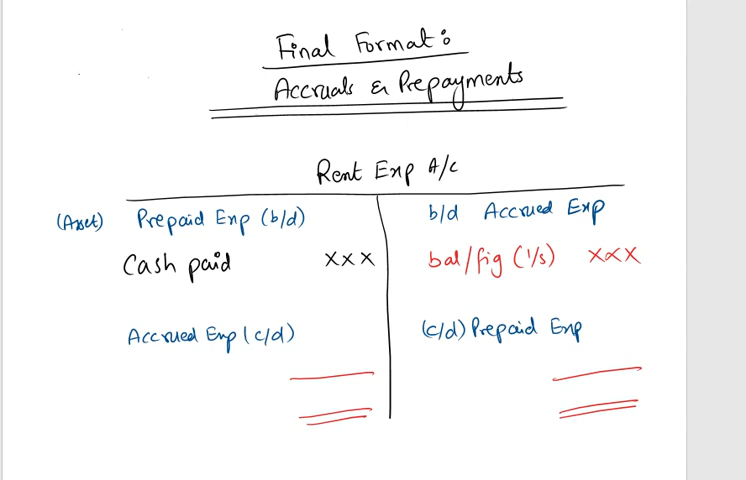 Final Format:
Accruals & Prepayments
Rent Exp A/c
(Asset) Prepaid Exp (b/d)
b/d Accrued Exp
Cash paid xxx
bal/fig (I/s) xxx
Accrued Exp (c/d)
(c/d) Prepaid Exp